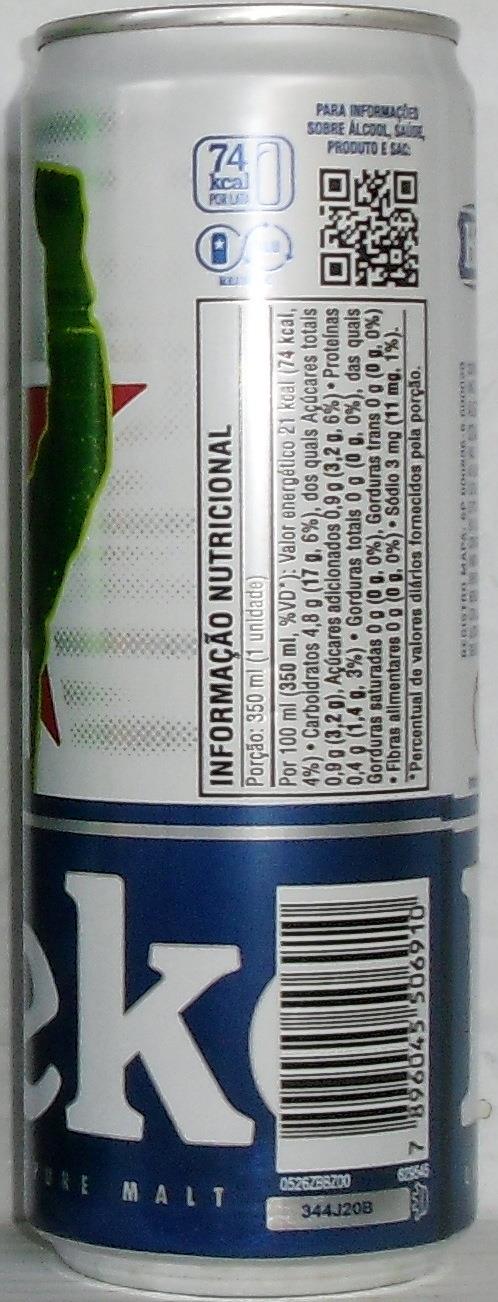 PARA INFORMAÇÕES
SOBRE ÁLCOOL, SAÚDE,
PRODUTO E SAC:
74
kcal
POR LATA
INFORMAÇÃO NUTRICIONAL
Porção: 350 ml (1 unidade)
Por 100 ml (350 ml, %VD*): Valor energético 21 kcal (74 kcal,
4%) • Carboidratos 4,8 g (17 g, 6%), dos quais Açúcares totais
0,9 g (3,2 g), Açúcares adicionados 0,9 g (3,2 g, 6%) • Proteínas
0,4 g (1,4 g, 3%) • Gorduras totais 0 g (0 g, 0%), das quais
Gorduras saturadas 0 g (0 g, 0%), Gorduras trans 0 g (0 g, 0%)
• Fibras alimentares 0 g (0 g, 0%) • Sódio 3 mg (11 mg, 1%).
*Percentual de valores diários fornecidos pela porção.
ek
PURE MALT
7 896045 506910
344J20B